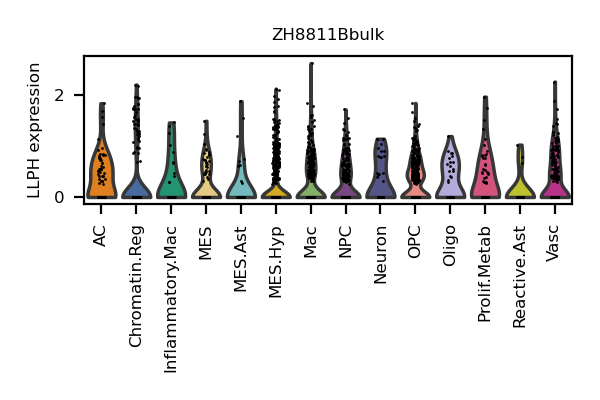 ZH8811Bbulk
LLPH expression
2
0
AC
Chromatin.Reg
Inflammatory.Mac
MES
MES.Ast
MES.Hyp
Mac
NPC
Neuron
OPC
Oligo
Prolif.Metab
Reactive.Ast
Vasc